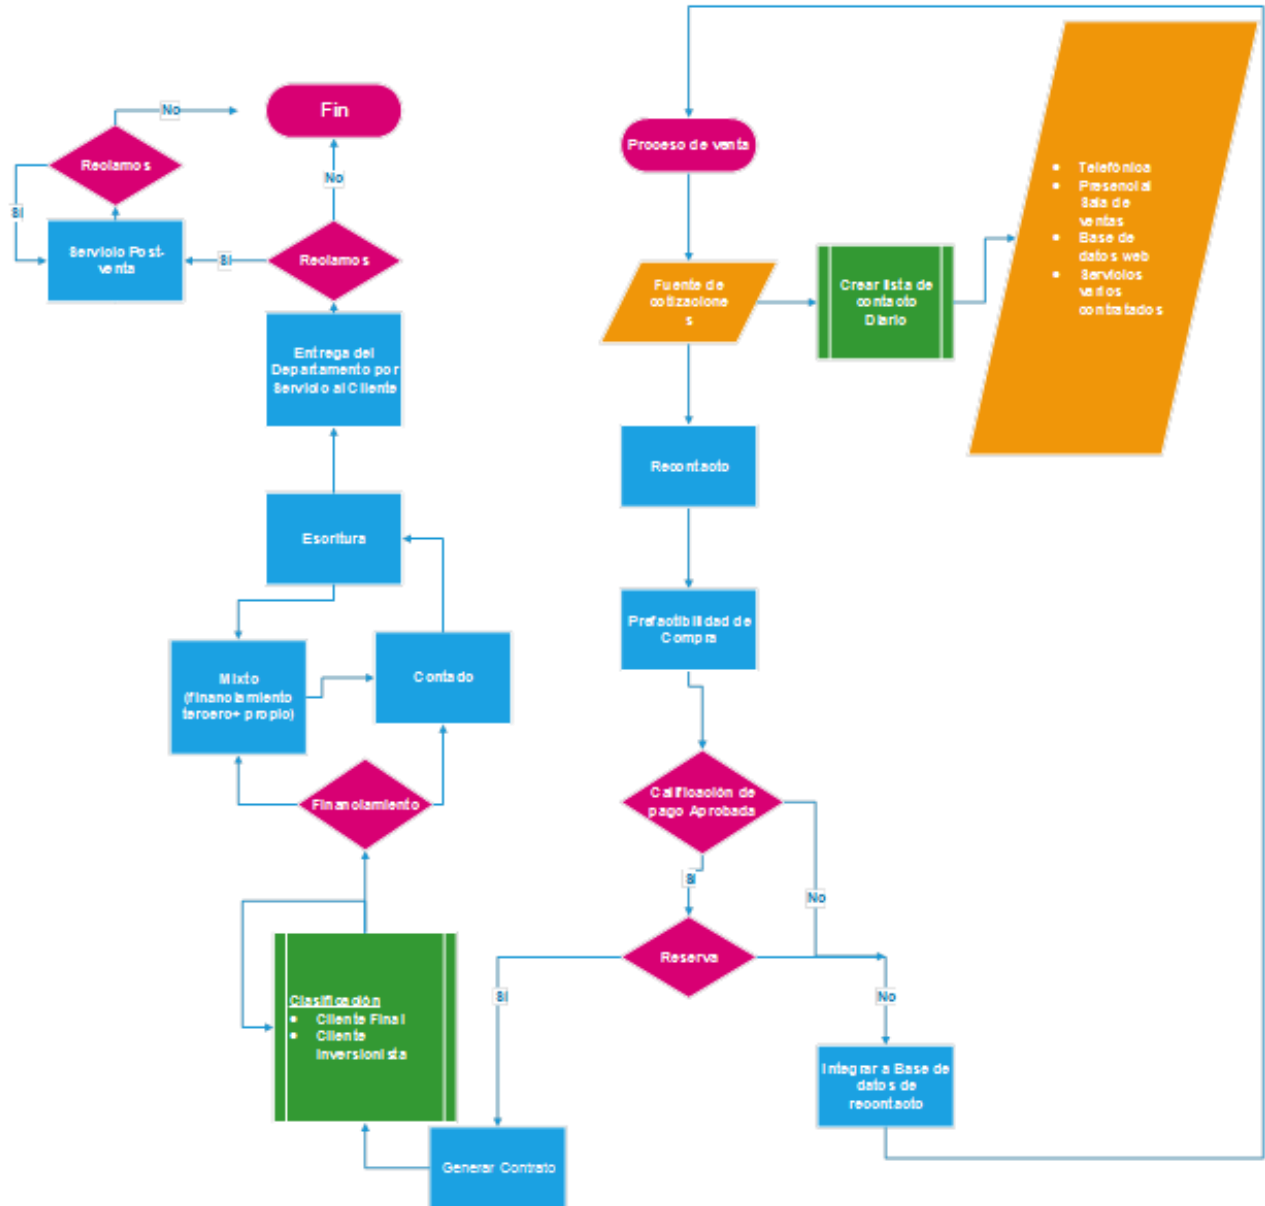 Fin
No
Reclamos
Si
Servicio Post-
venta
No
Si
Reclamos
Entrega del
Departamento por
Servicio al Cliente
Escritura
Mixto
(financiamiento
tercero+ propio)
Contado
Financiamiento
Clasificación
● Cliente Final
● Cliente
Inversionista
Generar Contrato
Proceso de venta
Fuente de
cotizacione
s
Crear lista de
contacto
Diario
● Telefónica
● Presencial
Sala de
ventas
● Base de
datos web
● Servicios
varios
contratados
Recontacto
Prefactibilidad de
Compra
Calificación de
pago Aprobada
Si
No
Reserva
Si
No
Integrar a Base de
datos de
recontacto